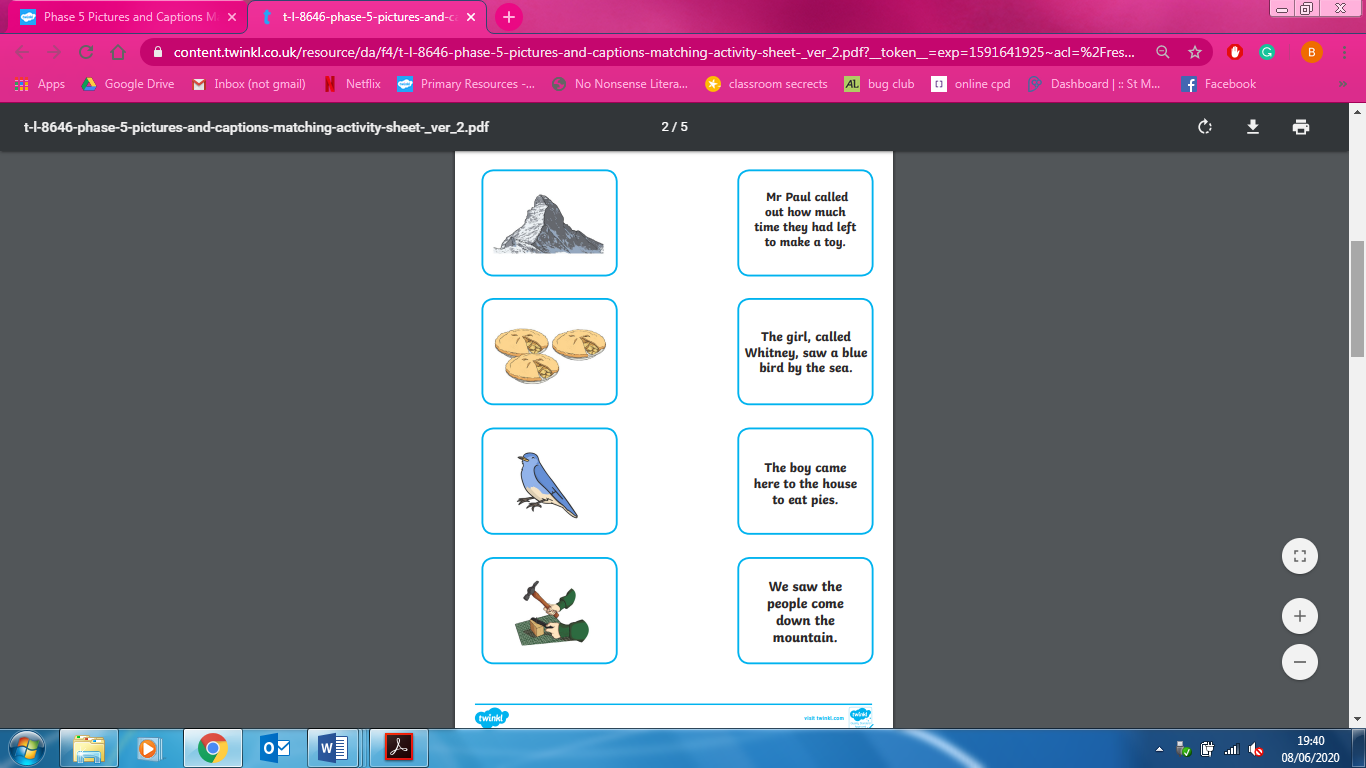 Phase 5 Pictures and Captions M
t-l-8646-phase-5-pictures-and-ca
content.twinkl.co.uk/resource/da/f4/t-l-8646-phase-5-pictures-and-captions-matching-activity-sheet-_ver_2.pdf?__token__=exp=1591641925~acl=%2Fres...
B
Apps Google Drive Inbox (not gmail) Netflix Primary Resources -... No Nonsense Litera... classroom secrects AL bug club online cpd Dashboard | :: St M... Facebook »
t-l-8646-phase-5-pictures-and-captions-matching-activity-sheet-_ver_2.pdf
2 / 5
Mr Paul called
out how much
time they had left
to make a toy.
The girl, called
Whitney, saw a blue
bird by the sea.
The boy came
here to the house
to eat pies.
We saw the
people come
down the
mountain.
twinkl
visit twinkl.com
twinkl
19:40
08/06/2020